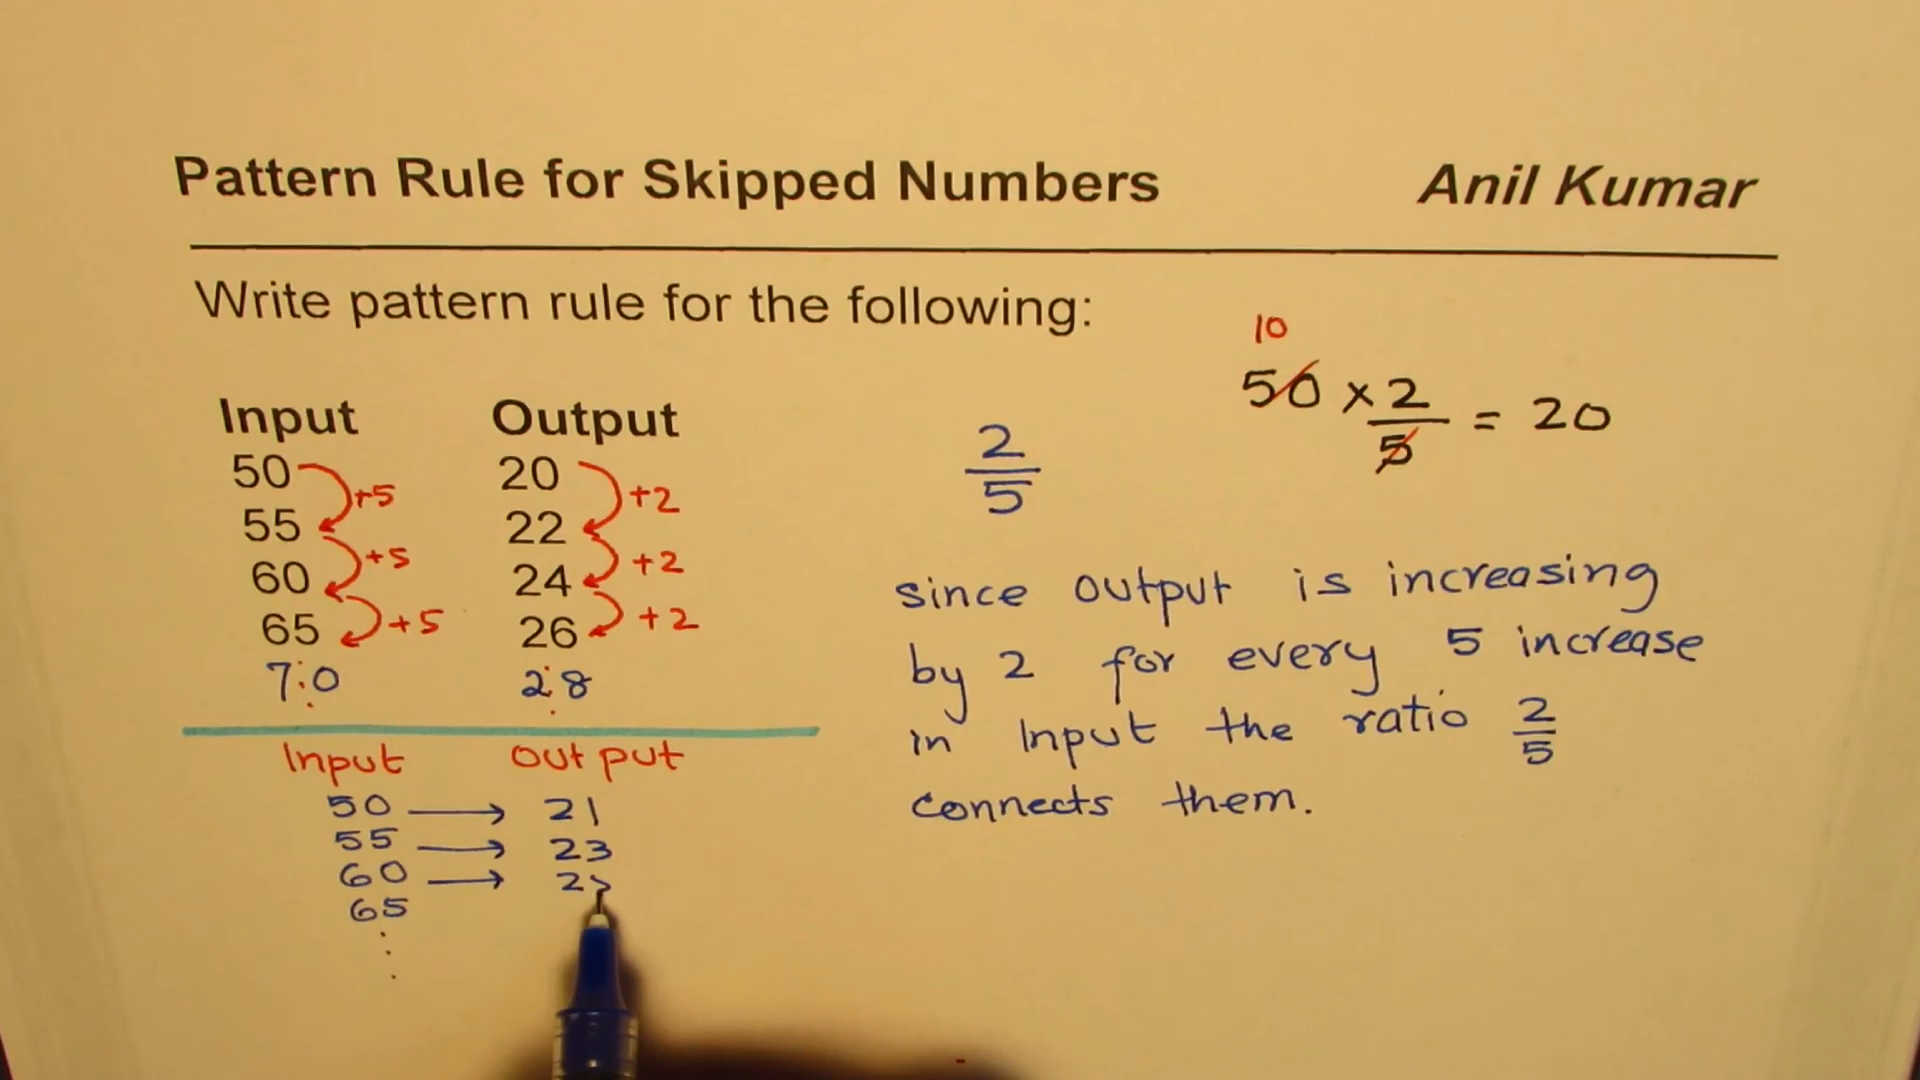 Pattern Rule for Skipped Numbers Anil Kumar
Write pattern rule for the following:
Input Output
50 +5 20 +2
55 +5 22 +2
60 +5 24 +2
65 26
70 28
2/5
10
50 × 2/5 = 20
since output is increasing
by 2 for every 5 increase
in Input the ratio 2/5
connects them.
Input output
50 → 21
55 → 23
60 → 2
65